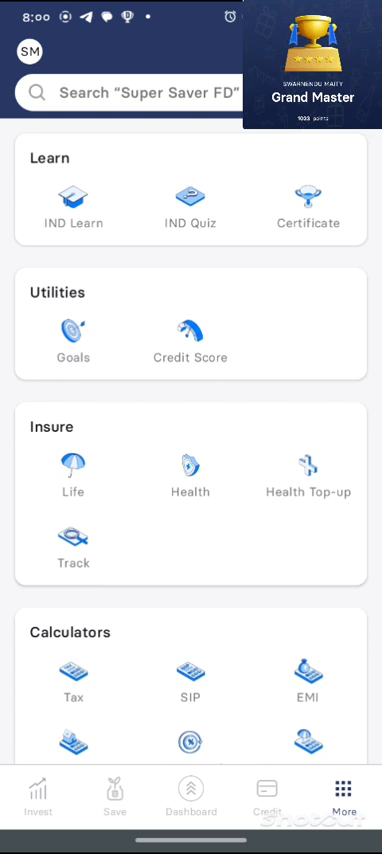 8:00
SM
Search “Super Saver FD”
SWARNENDU MAITY
Grand Master
1033 points
Learn
IND Learn
IND Quiz
Certificate
Utilities
Goals
Credit Score
Insure
Life
Health
Health Top-up
Track
Calculators
Tax
SIP
EMI
Invest
Save
Dashboard
Credit
More
Shotcut